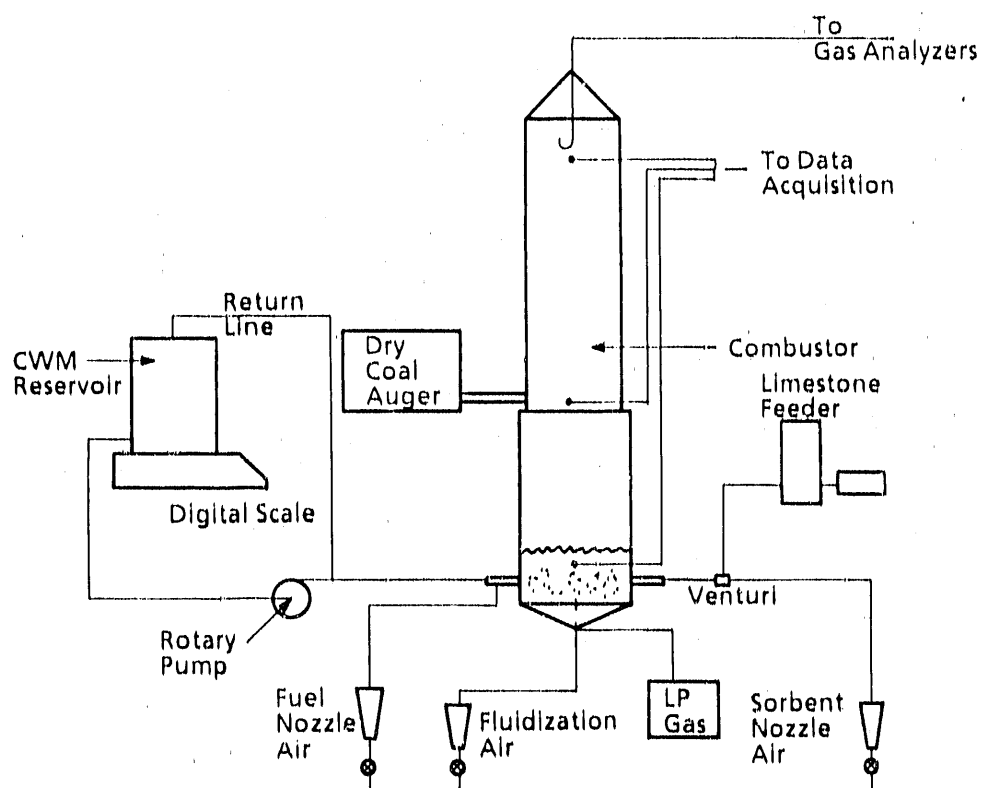 To
Gas Analyzers
To Data
Acquisition
Return
Line
CWM
Reservoir
Dry
Coal
Auger
Combustor
Limestone
Feeder
Digital Scale
Venturi
Rotary
Pump
Fuel
Nozzle
Air
Fluidization
Air
LP
Gas
Sorbent
Nozzle
Air